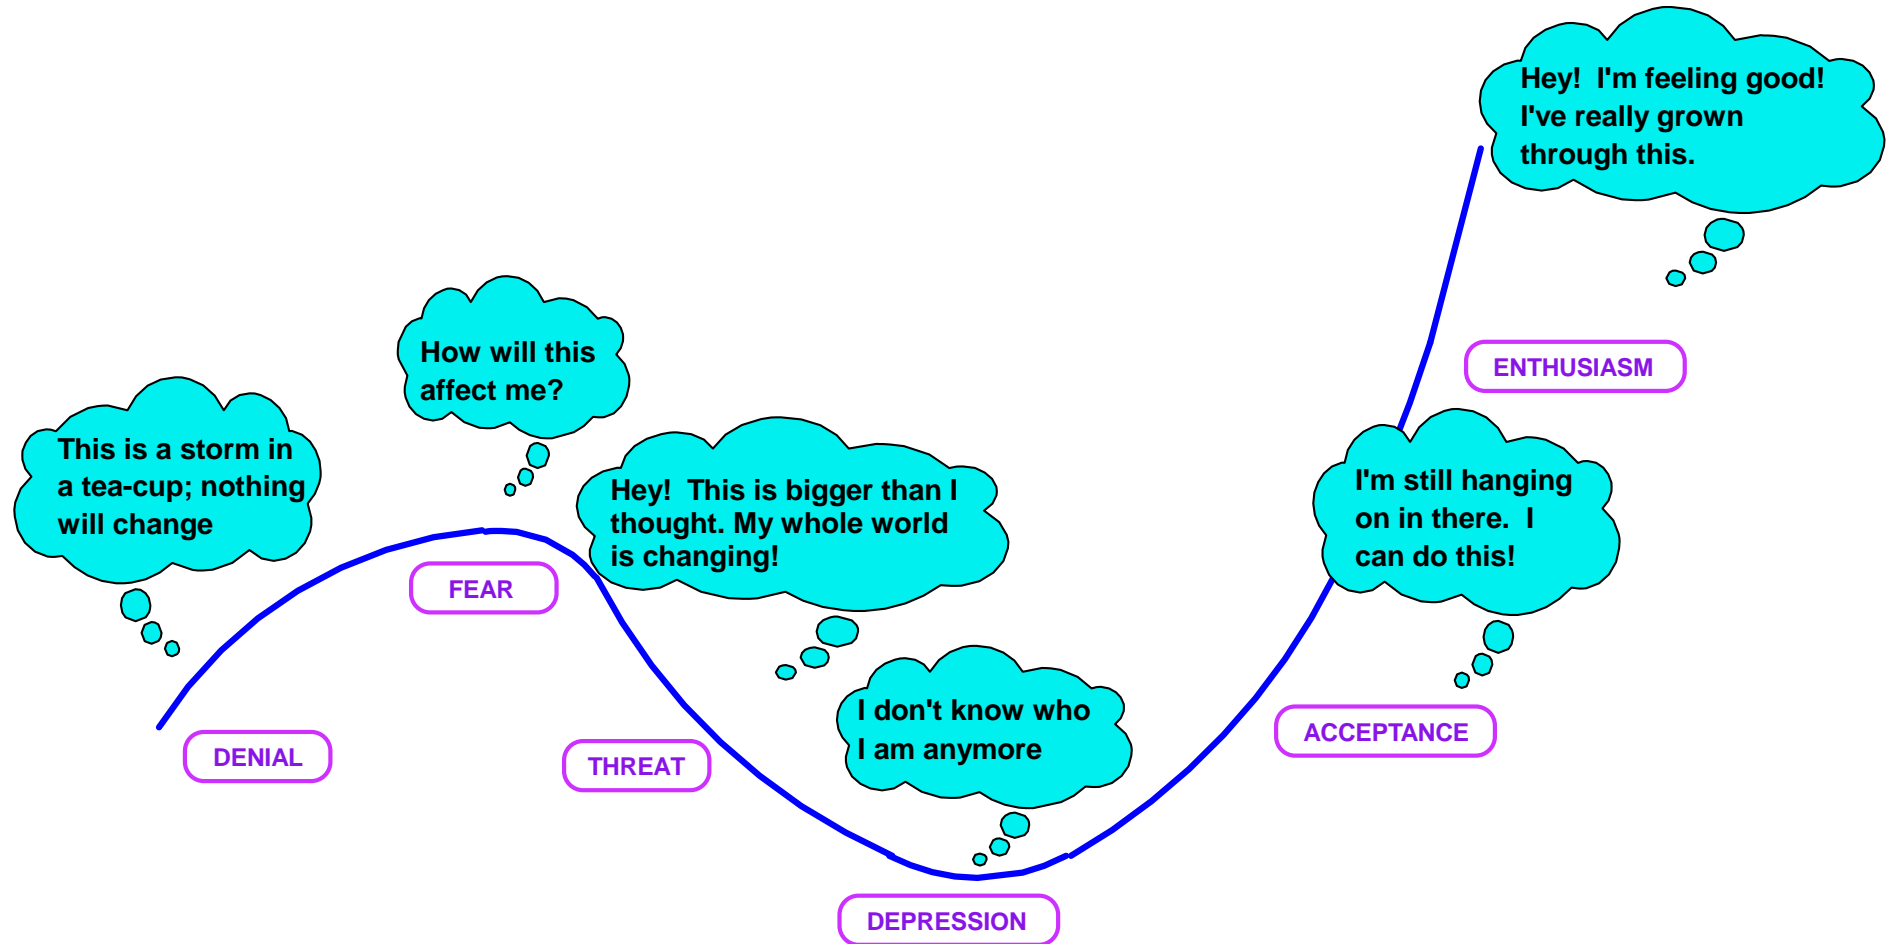 This is a storm in
a tea-cup; nothing
will change
DENIAL
How will this
affect me?
FEAR
Hey!  This is bigger than I
thought. My whole world
is changing!
THREAT
I don't know who
I am anymore
DEPRESSION
I'm still hanging
on in there.  I
can do this!
ACCEPTANCE
Hey!  I'm feeling good!
I've really grown
through this.
ENTHUSIASM